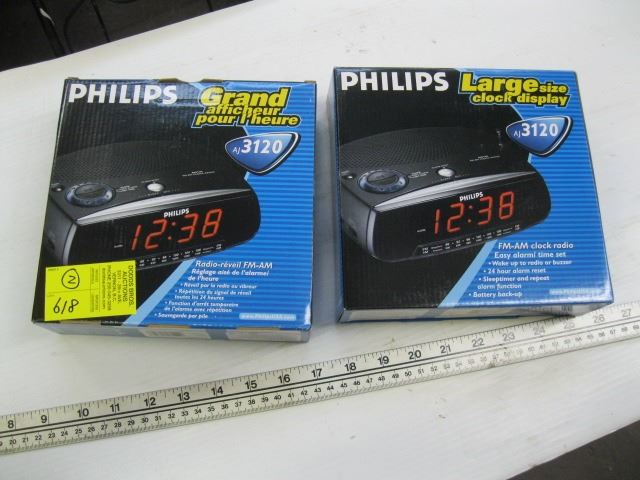 PHILIPS
Grand
afficheur
pour l'heure
AJ3120
PHILIPS
12:38
Radio-réveil FM-AM
Réglage aisé de l'alarme/
de l'heure
• Réveil par la radio ou vibreur
• Répétition du signal de réveil
toutes les 24 heures
• Fonction d'arrêt temporaire
de l'alarme avec répétition
• Sauvegarde par pile
2
618
DODDS BROS.
AUCTIONS
VERNON, B.C.
PHILIPS
Large size
clock display
AJ3120
PHILIPS
12:38
FM-AM clock radio
Easy alarm/ time set
• Wake up to radio or buzzer
• 24 hour alarm reset
• Sleeptimer and repeat
alarm function
• Battery back-up
8 9 10 11 12 13 14 15 16 17 18 19 20 21 22 23 24 25 26 27